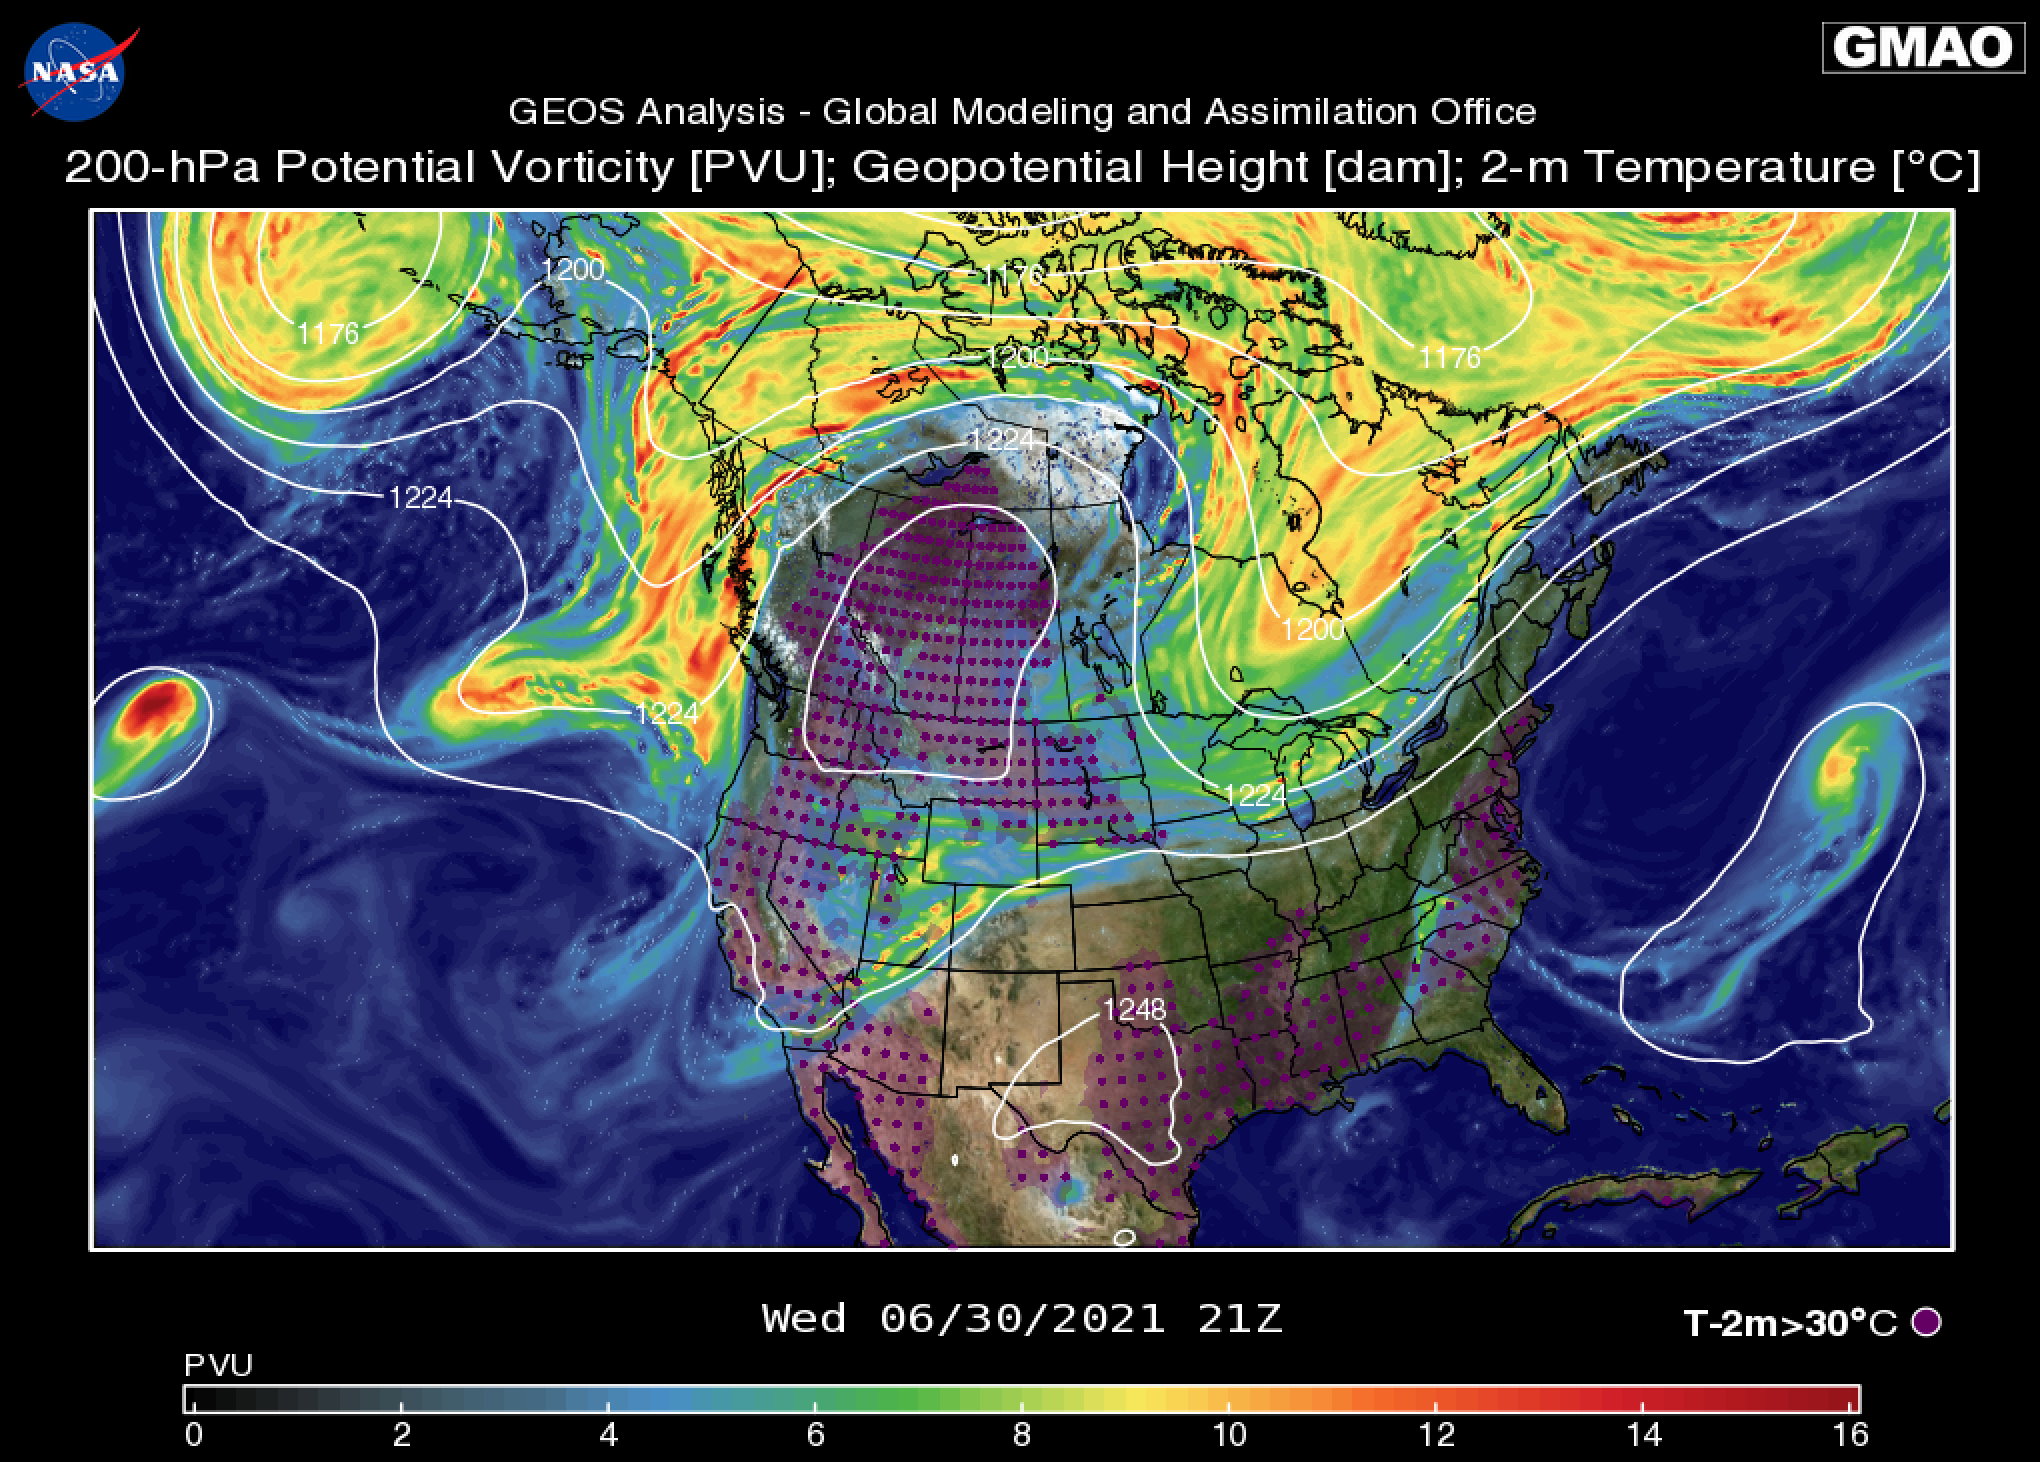 NASA
GMAO
GEOS Analysis - Global Modeling and Assimilation Office
200-hPa Potential Vorticity [PVU]; Geopotential Height [dam]; 2-m Temperature [°C]
1200
1176
1176
1200
1176
1224
1224
1200
1224
1224
1248
Wed 06/30/2021 21Z
T-2m>30°C
PVU
0 2 4 6 8 10 12 14 16